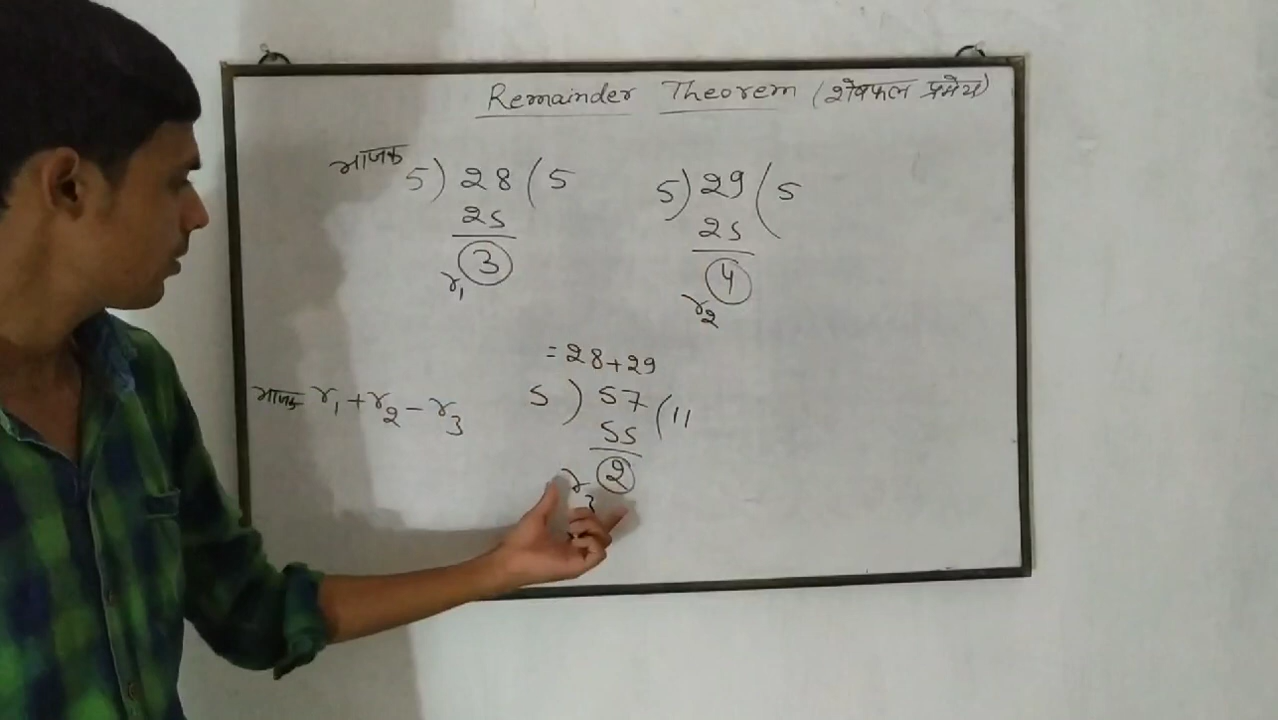 Remainder Theorem (शेषफल प्रमेय)
भाजक 5) 28 (5
25
3
r1
5) 29 (5
25
4
r2
= 28+29
भाजक r1 + r2 - r3
5 ) 57 (11
55
2
r3